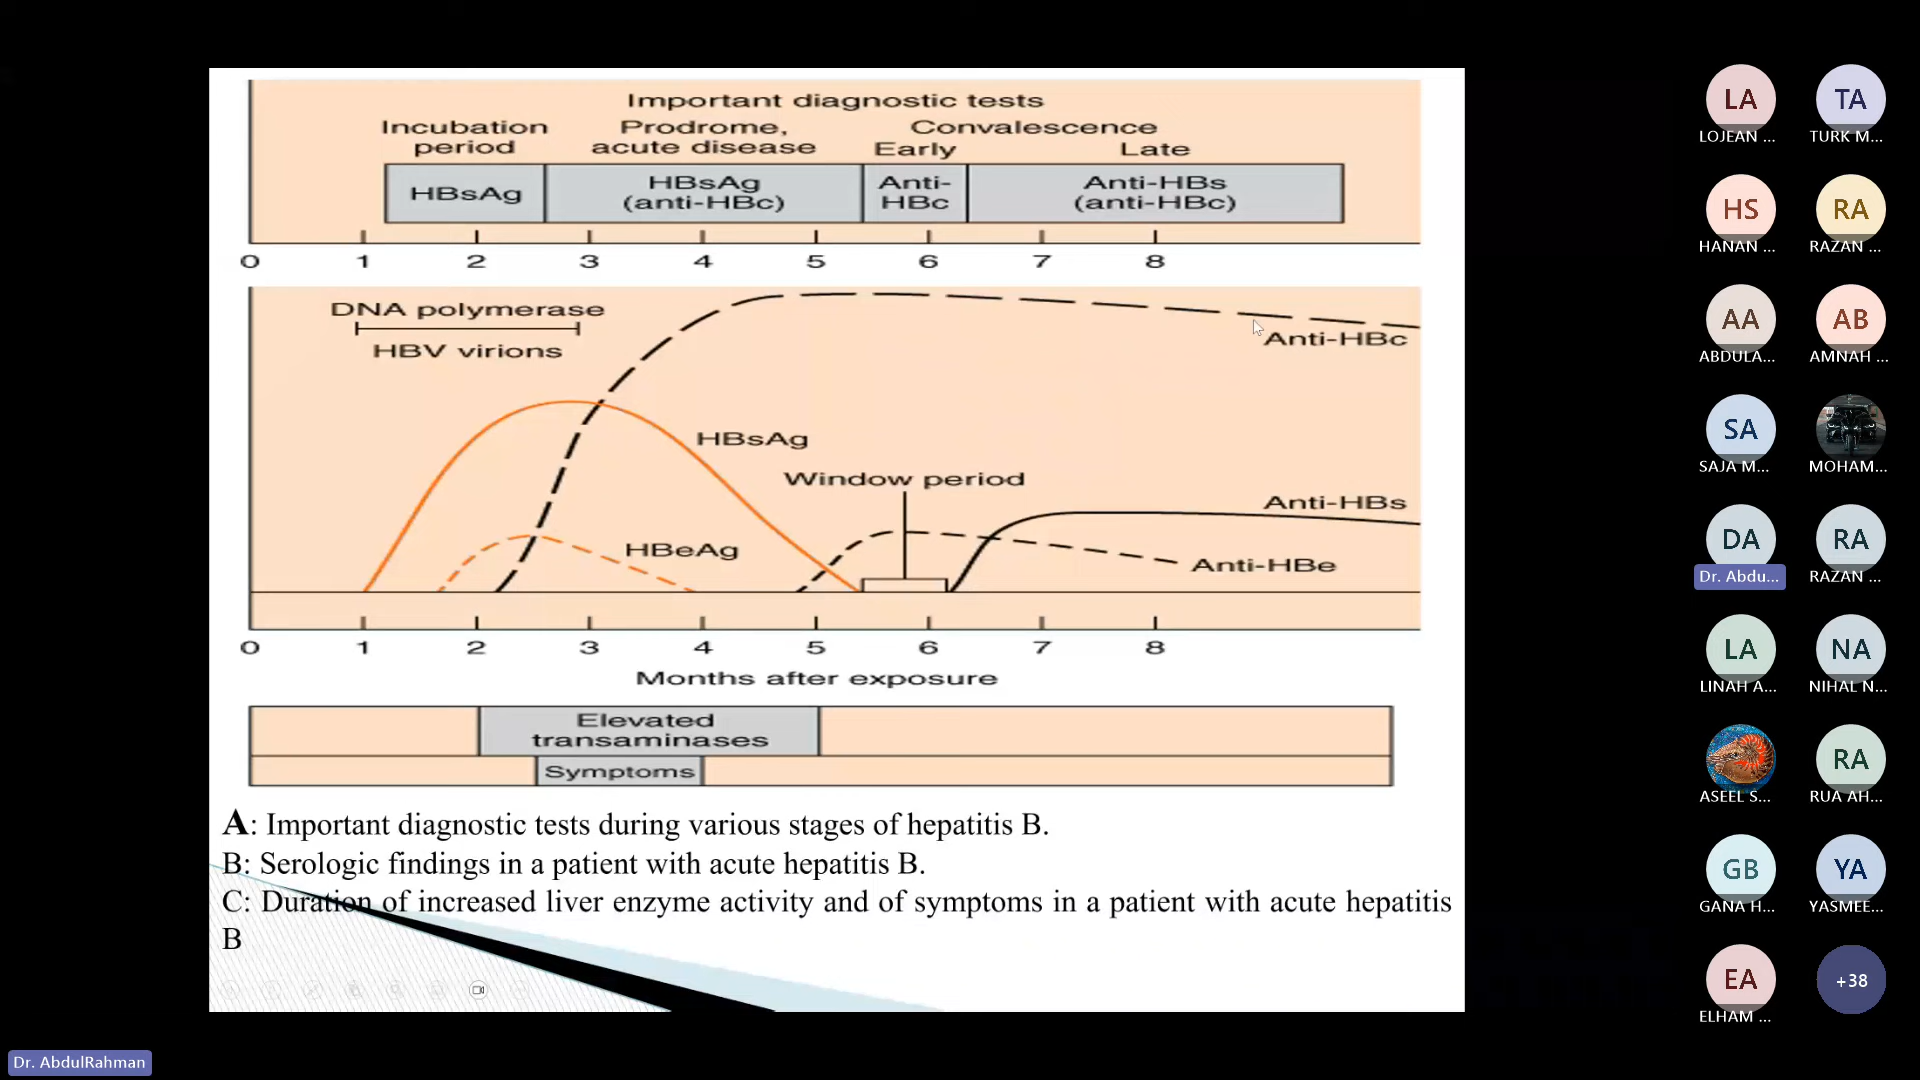 Important diagnostic tests
Incubation period
Prodrome, acute disease
Convalescence
Early
Late
HBsAg
HBsAg (anti-HBc)
Anti-HBc
Anti-HBs (anti-HBc)
0 1 2 3 4 5 6 7 8
DNA polymerase
HBV virions
Anti-HBc
HBsAg
Window period
Anti-HBs
HBeAg
Anti-HBe
0 1 2 3 4 5 6 7 8
Months after exposure
Elevated
transaminases
Symptoms
A: Important diagnostic tests during various stages of hepatitis B.
B: Serologic findings in a patient with acute hepatitis B.
C: Duration of increased liver enzyme activity and of symptoms in a patient with acute hepatitis
B
LA TA
LOJEAN ... TURK M...
HS RA
HANAN ... RAZAN ...
AA AB
ABDULA... AMNAH ...
SA
SAJA M... MOHAM...
DA RA
Dr. Abdu... RAZAN ...
LA NA
LINAH A... NIHAL N...
RA
ASEEL S... RUA AH...
GB YA
GANA H... YASMEE...
EA +38
ELHAM ...
Dr. AbdulRahman